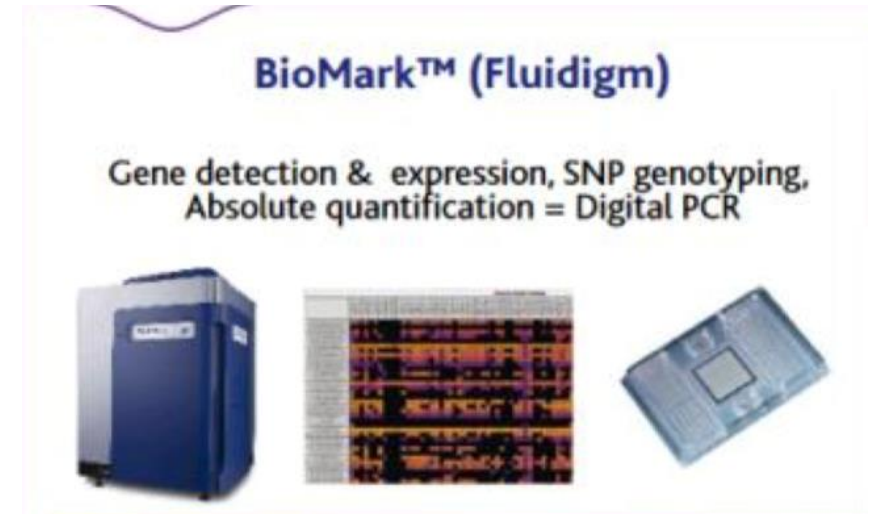 BioMark™ (Fluidigm)
Gene detection & expression, SNP genotyping,
Absolute quantification = Digital PCR